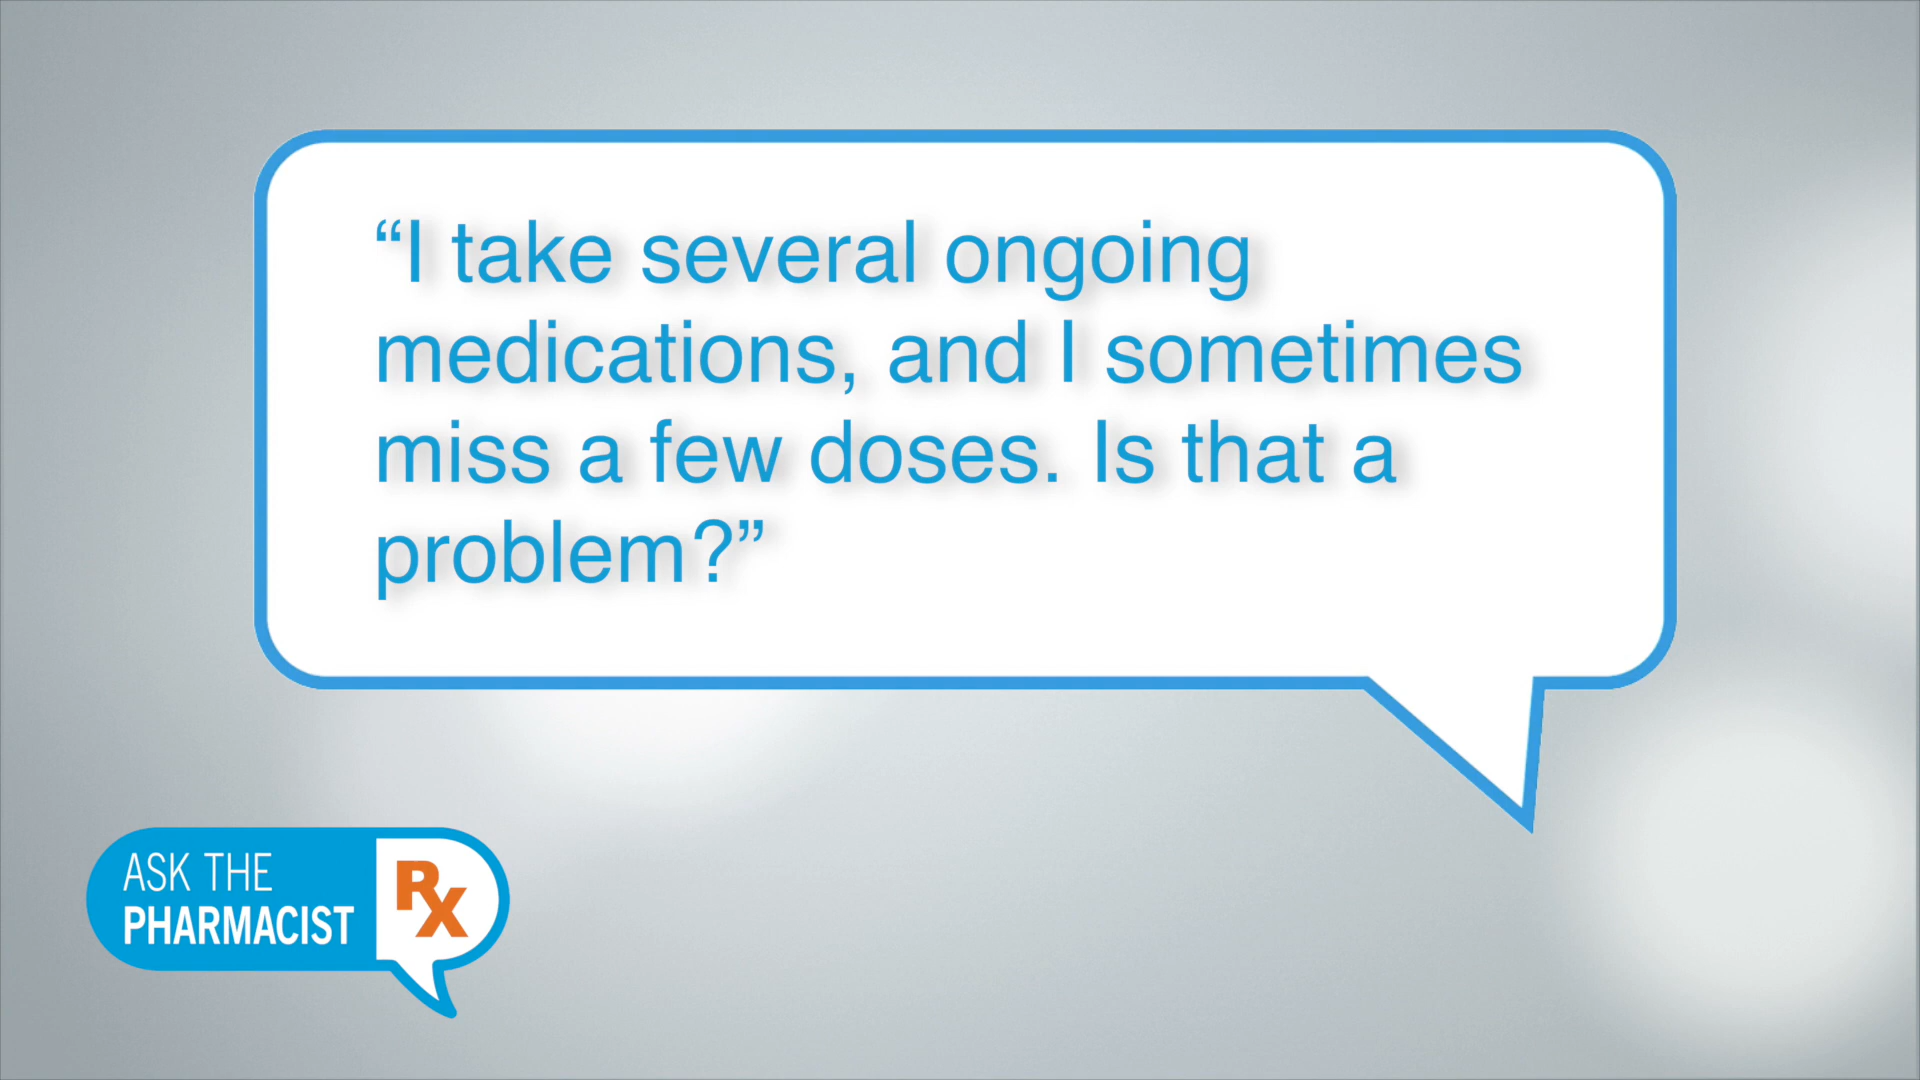 “I take several ongoing
medications, and I sometimes
miss a few doses. Is that a
problem?”
ASK THE
PHARMACIST
Rx